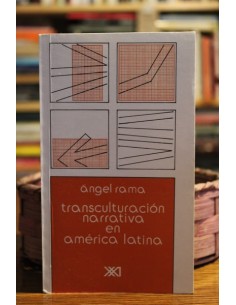 ángel rama
transculturación
narrativa
en
américa latina